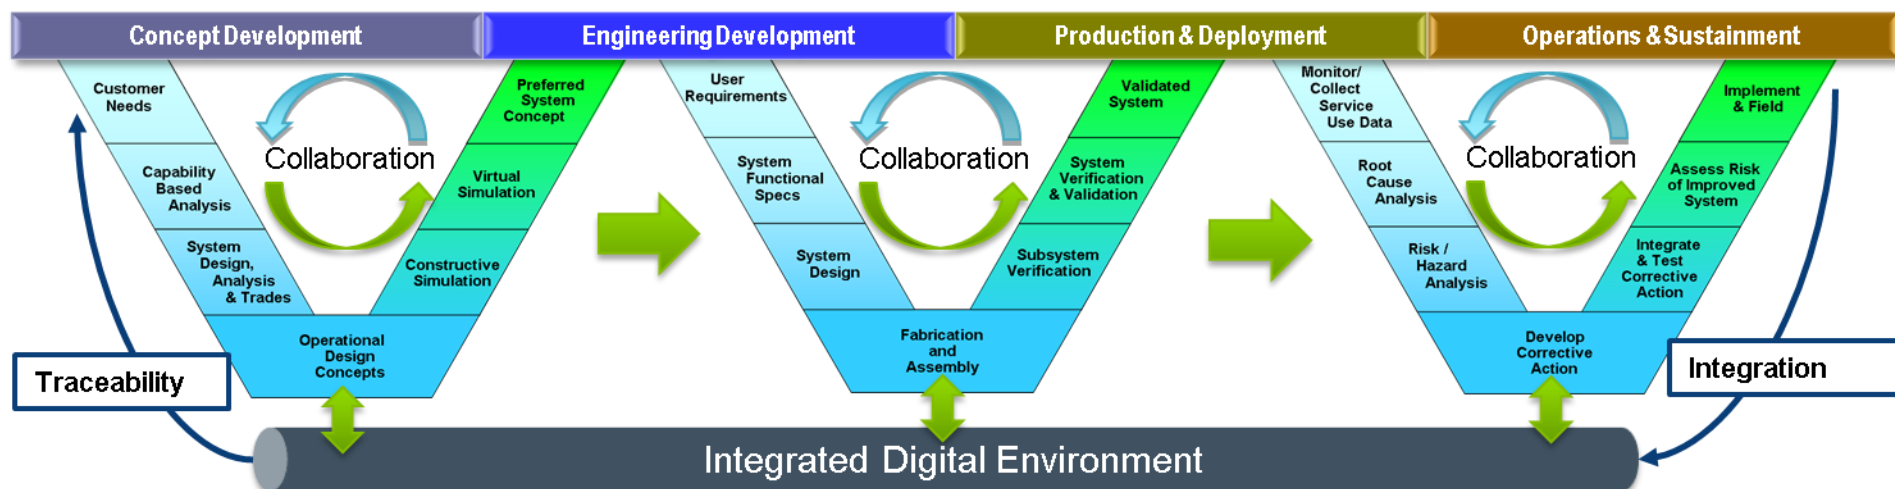 Concept Development
Engineering Development
Production & Deployment
Operations & Sustainment
Customer
Needs
Capability
Based
Analysis
System
Design,
Analysis
& Trades
Operational
Design
Concepts
Constructive
Simulation
Virtual
Simulation
Preferred
System
Concept
Collaboration
User
Requirements
System
Functional
Specs
System
Design
Fabrication
and
Assembly
Subsystem
Verification
System
Verification
& Validation
Validated
System
Collaboration
Monitor/
Collect
Service
Use Data
Root
Cause
Analysis
Risk /
Hazard
Analysis
Develop
Corrective
Action
Integrate
& Test
Corrective
Action
Assess Risk
of Improved
System
Implement
& Field
Collaboration
Traceability
Integration
Integrated Digital Environment